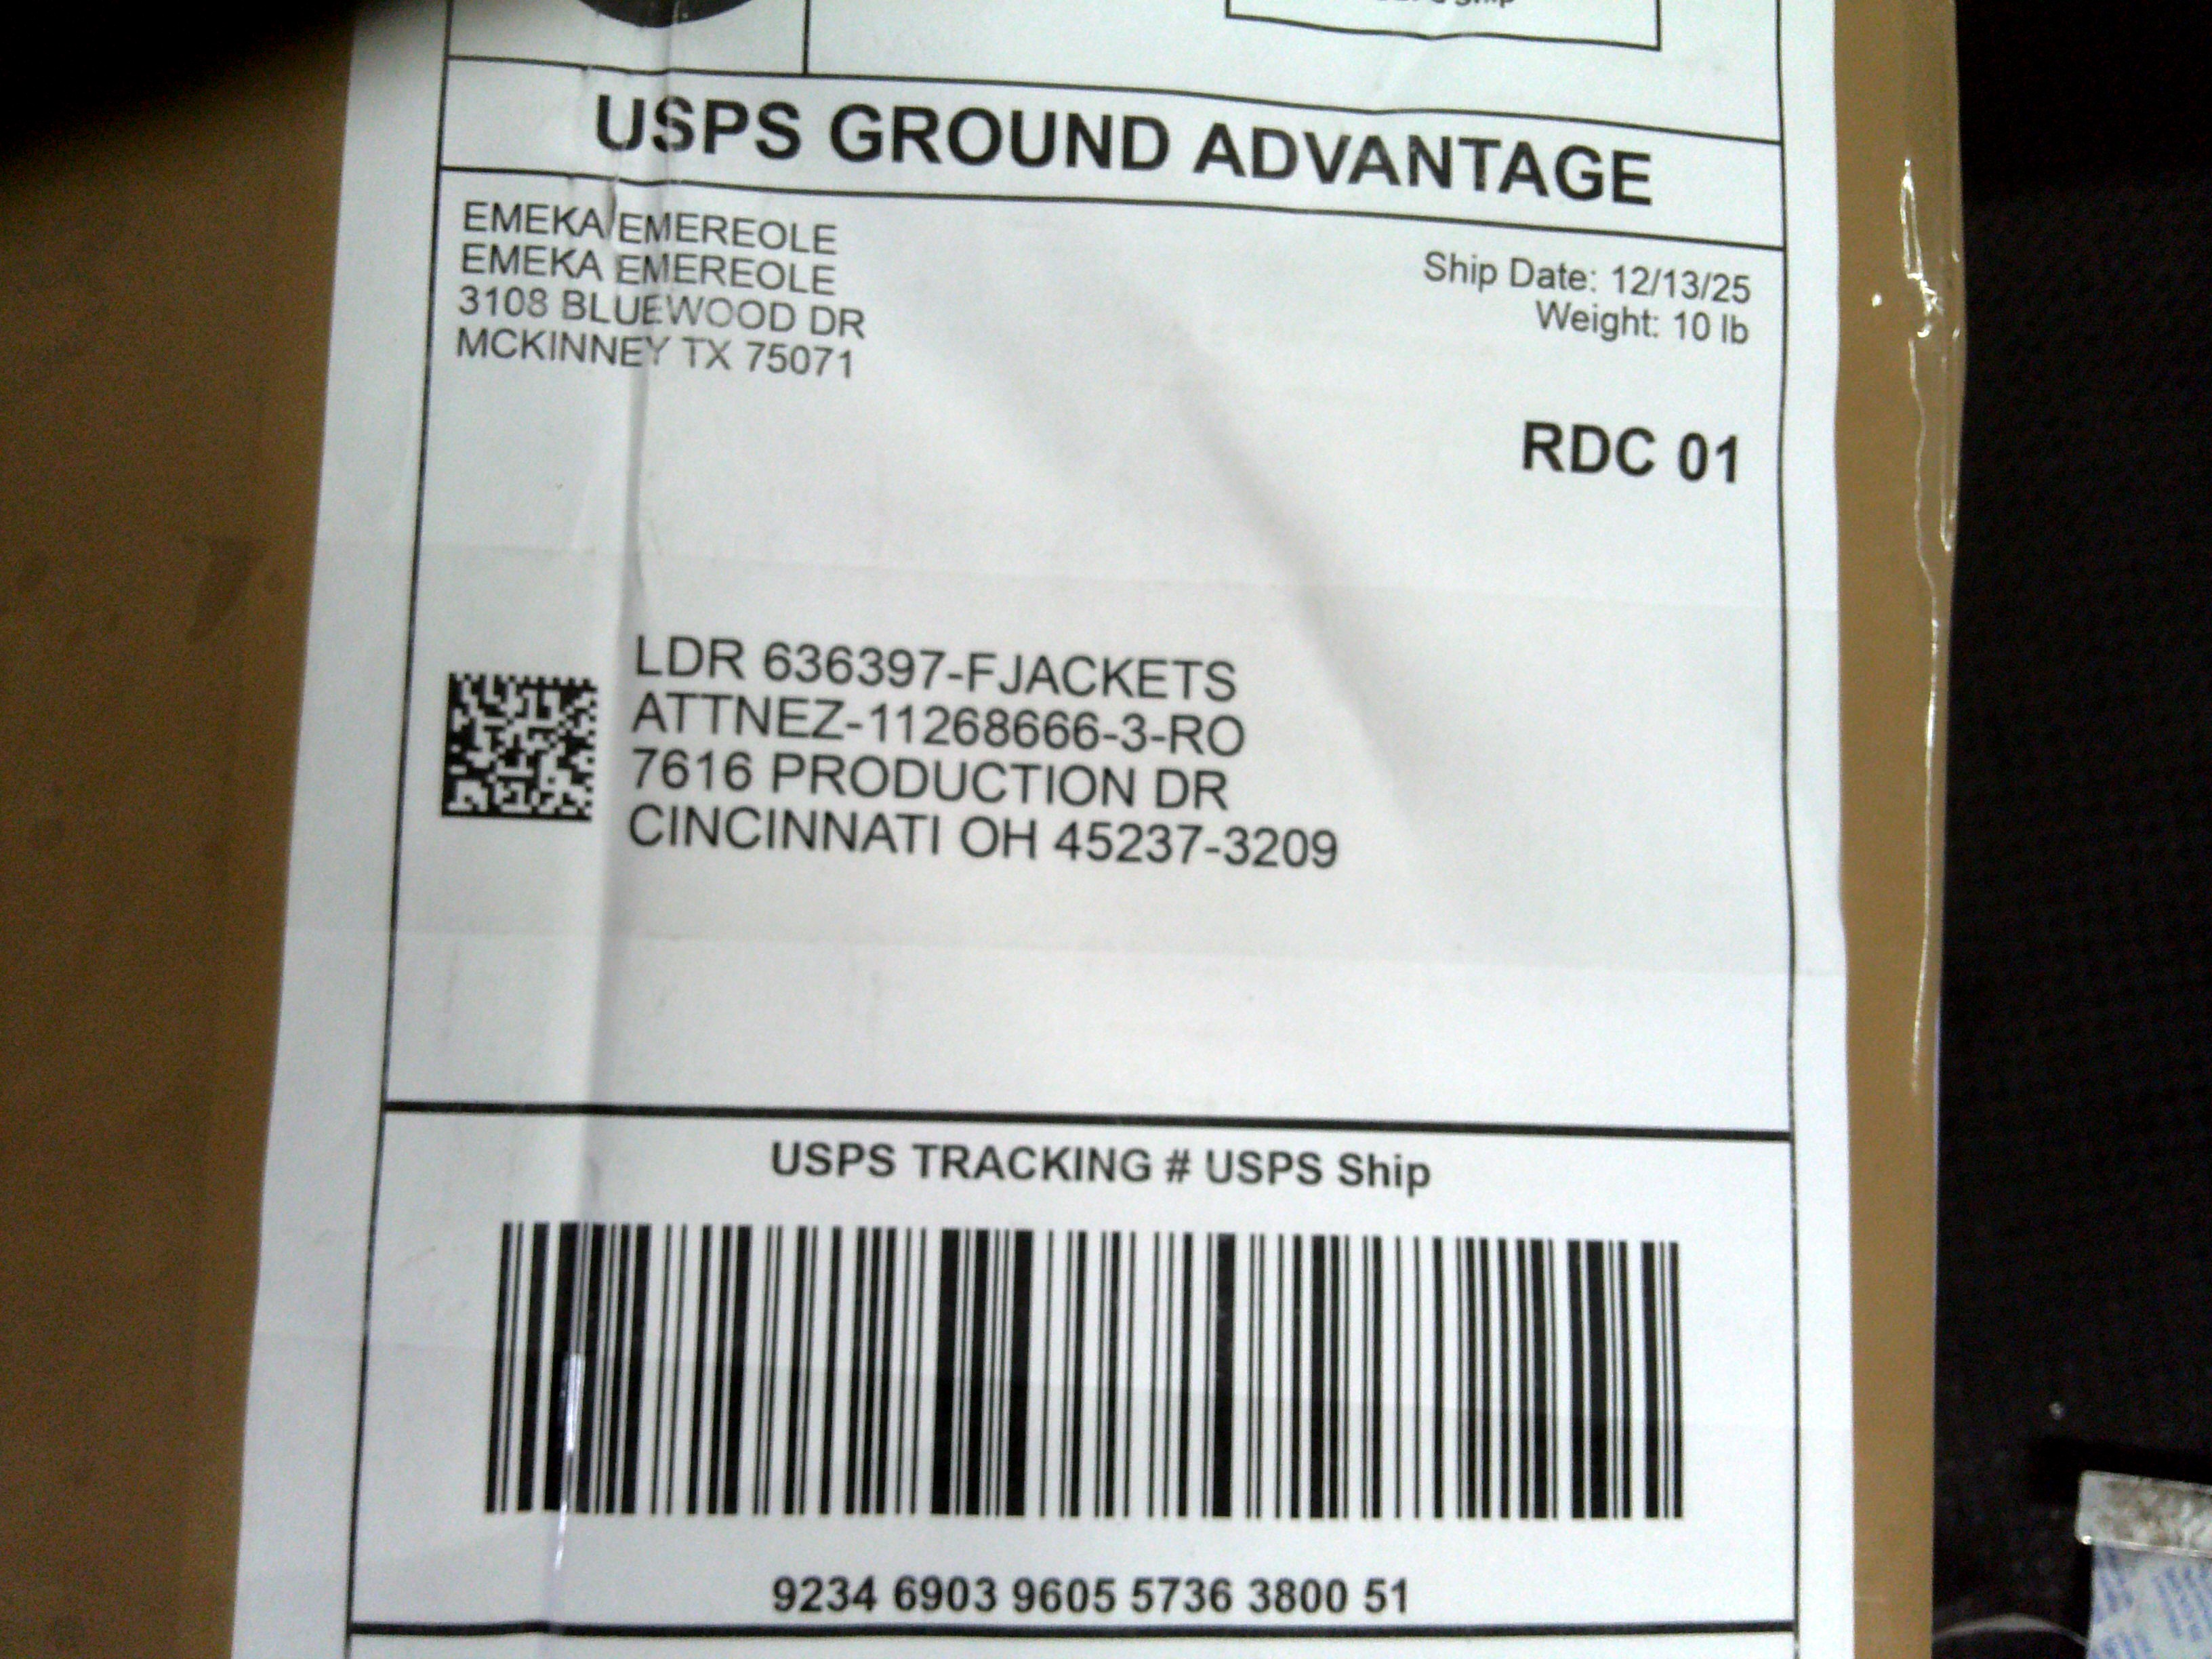 USPS GROUND ADVANTAGE
EMEKA EMEREOLE
EMEKA EMEREOLE
3108 BLUEWOOD DR
MCKINNEY TX 75071
Ship Date: 12/13/25
Weight: 10 lb
RDC 01
LDR 636397-FJACKETS
ATTNEZ-11268666-3-RO
7616 PRODUCTION DR
CINCINNATI OH 45237-3209
USPS TRACKING # USPS Ship
9234 6903 9605 5736 3800 51